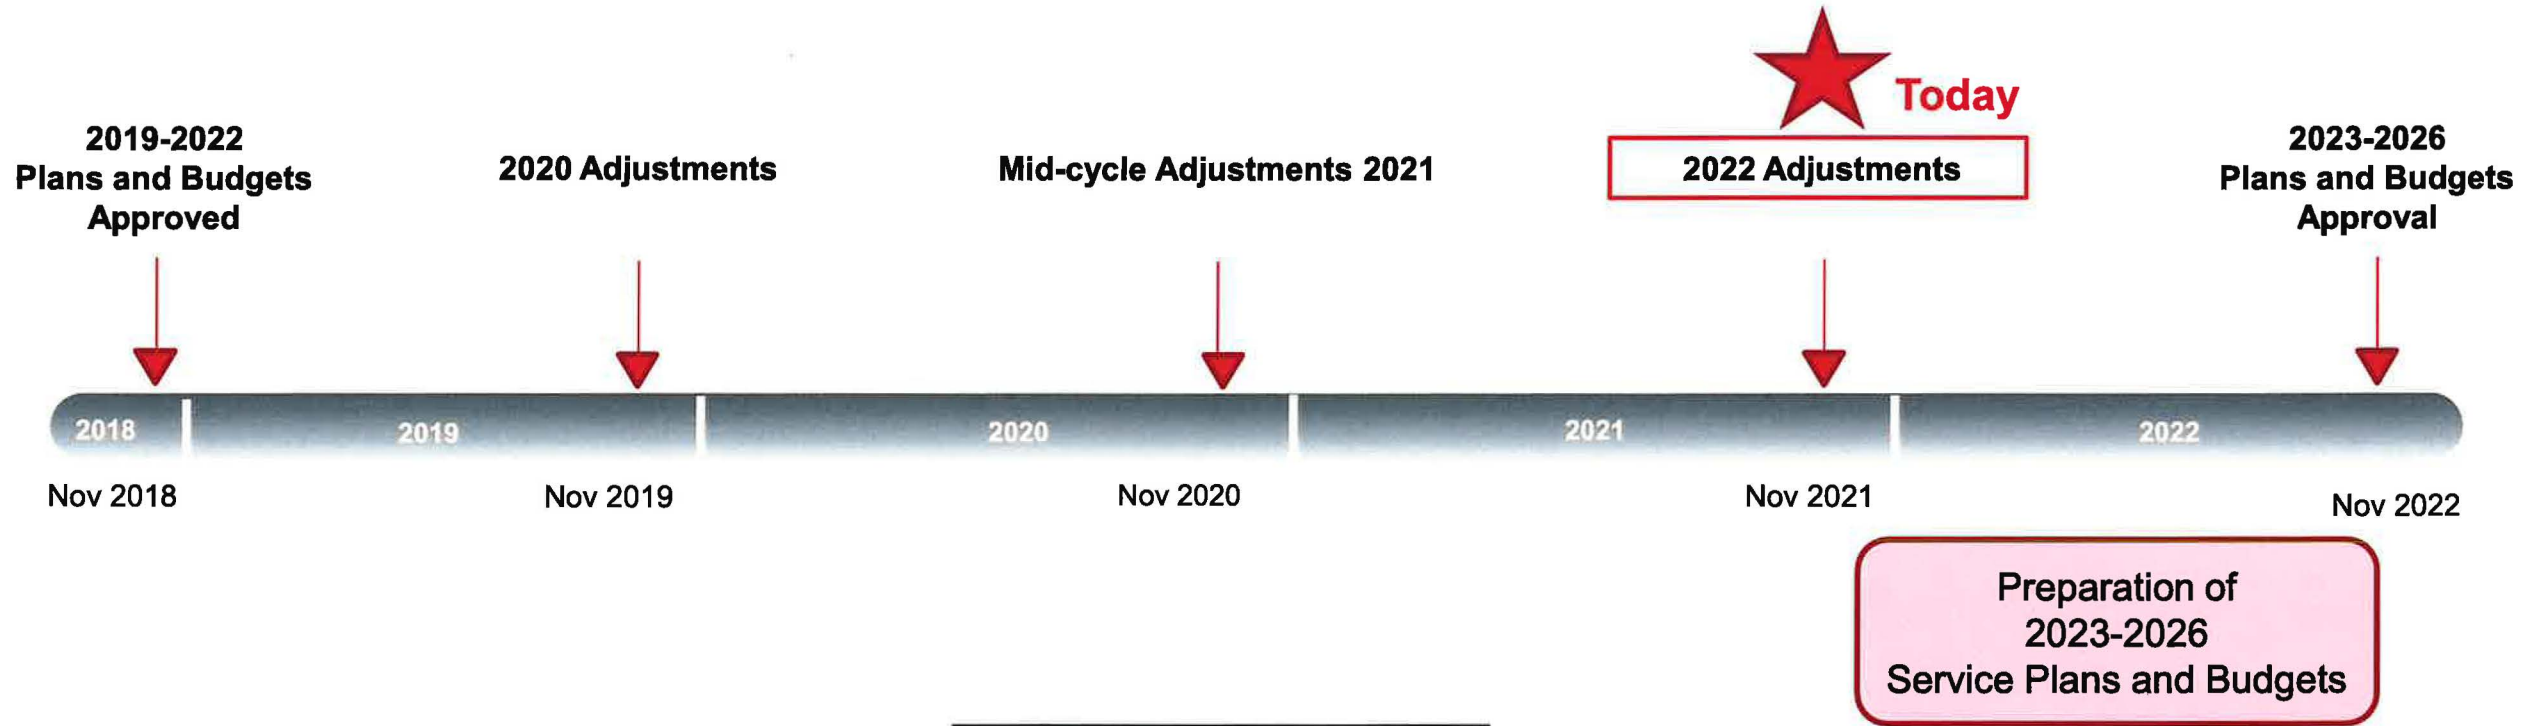 Today
2019-2022
Plans and Budgets
Approved
2020 Adjustments
Mid-cycle Adjustments 2021
2022 Adjustments
2023-2026
Plans and Budgets
Approval
2018
2019
2020
2021
2022
Nov 2018
Nov 2019
Nov 2020
Nov 2021
Nov 2022
Preparation of
2023-2026
Service Plans and Budgets